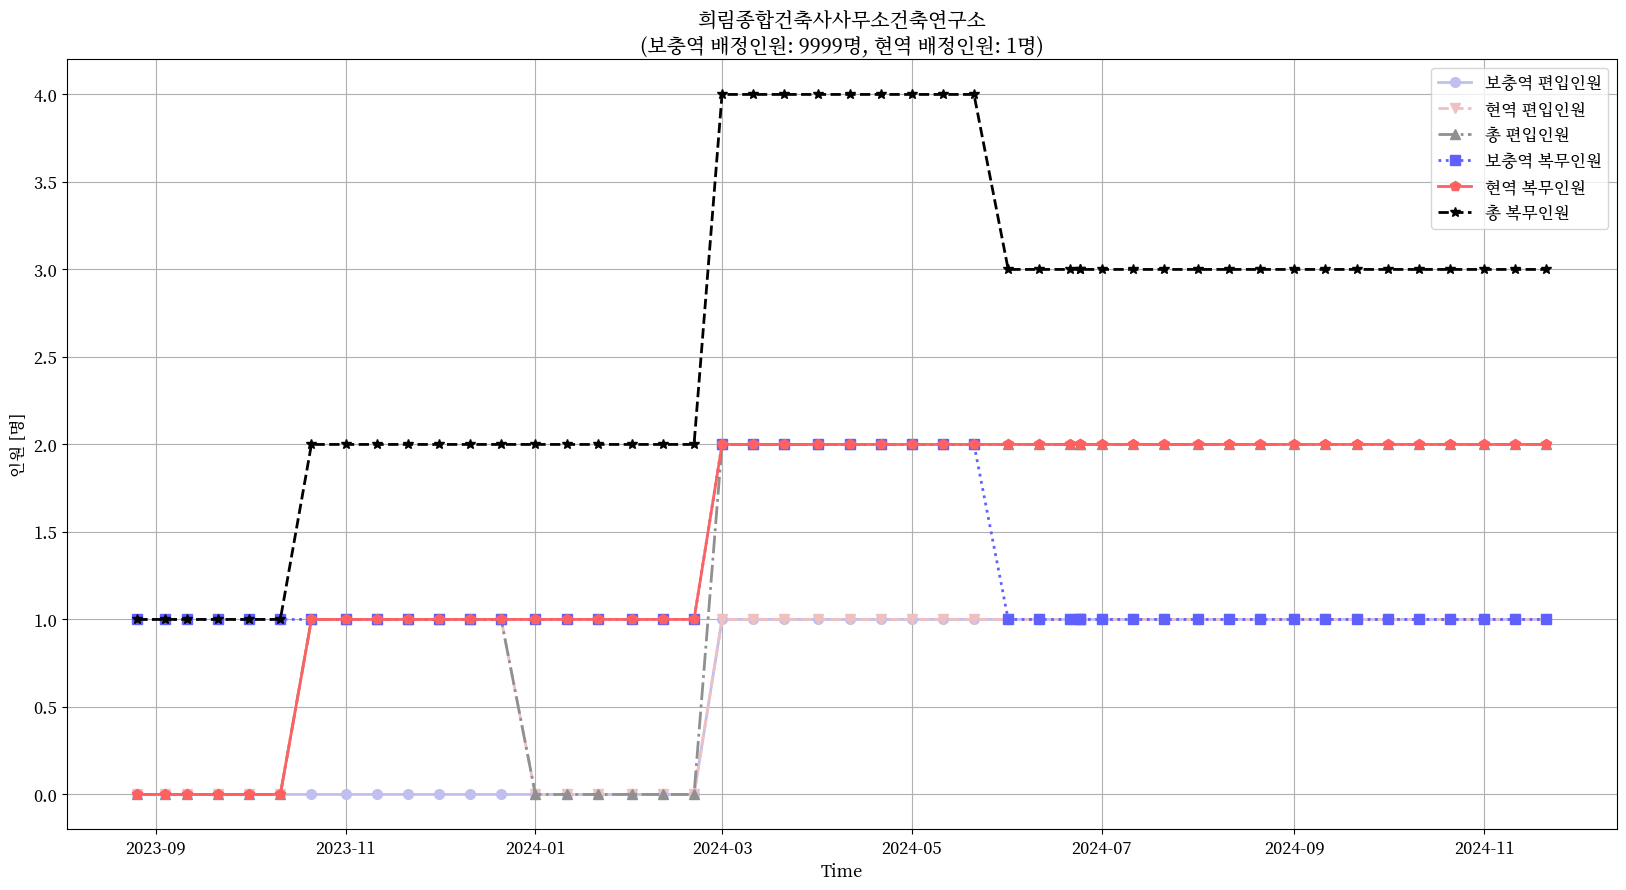 희림종합건축사사무소건축연구소
(보충역 배정인원: 9999명, 현역 배정인원: 1명)
보충역 편입인원
현역 편입인원
총 편입인원
보충역 복무인원
현역 복무인원
총 복무인원
인원 [명]
4.0
3.5
3.0
2.5
2.0
1.5
1.0
0.5
0.0
2023-09
2023-11
2024-01
2024-03
2024-05
2024-07
2024-09
2024-11
Time